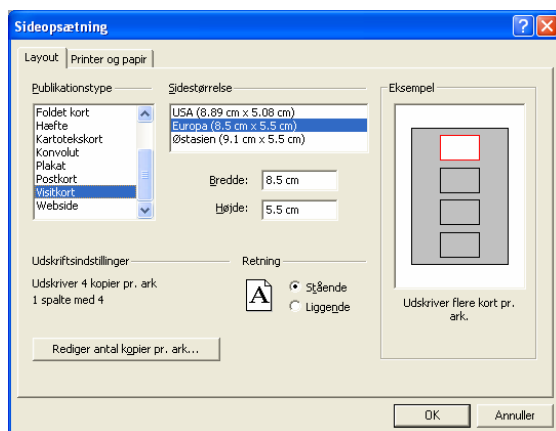 Sideopsætning
Layout
Printer og papir
Publikationstype
Foldet kort
Hæfte
Kartotekskort
Konvolut
Plakat
Postkort
Visitkort
Webside
Sidestørrelse
USA (8.89 cm x 5.08 cm)
Europa (8.5 cm x 5.5 cm)
Østasien (9.1 cm x 5.5 cm)
Bredde: 8.5 cm
Højde: 5.5 cm
Eksempel
Udskriver flere kort pr.
ark.
Udskriftsindstillinger
Udskriver 4 kopier pr. ark
1 spalte med 4
Retning
A
Stående
Liggende
Rediger antal kopier pr. ark...
OK
Annuller